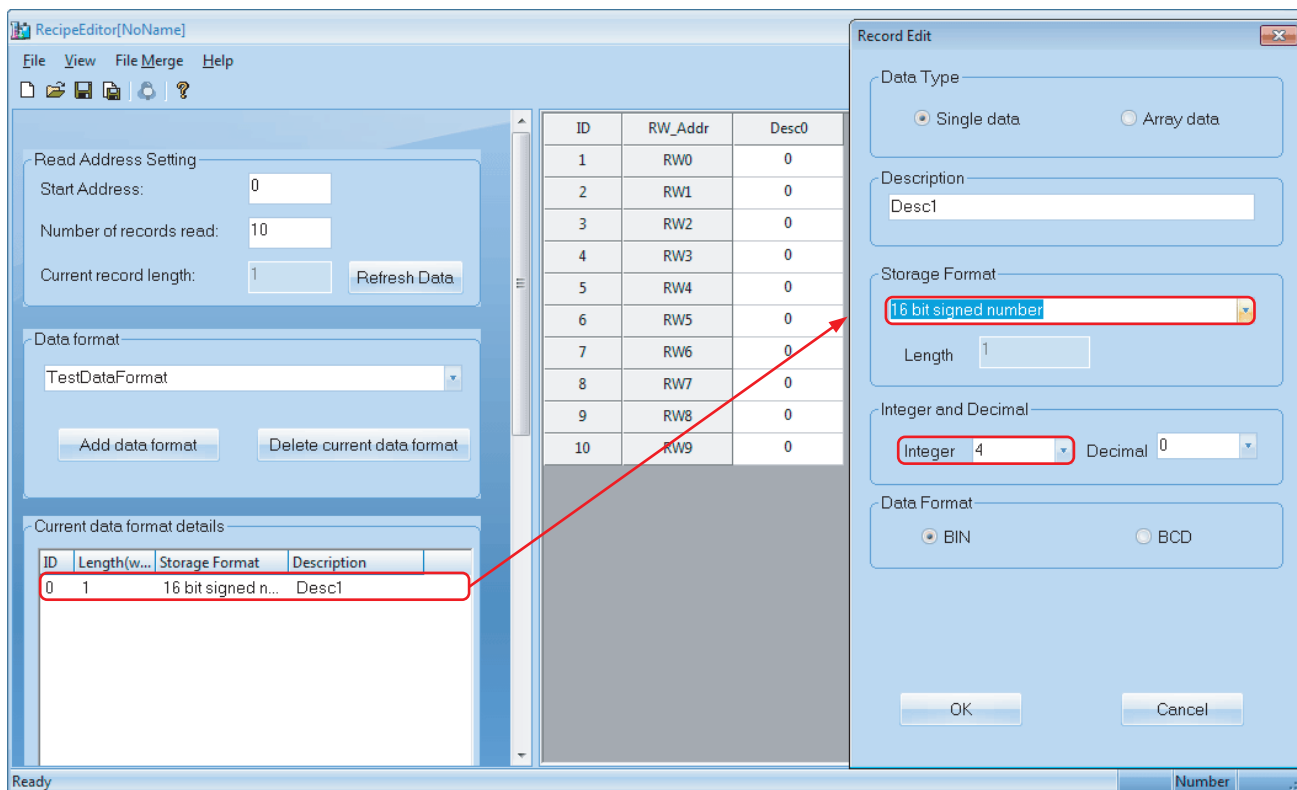 RecipeEditor[NoName]
File View File Merge Help
Read Address Setting
Start Address: 0
Number of records read: 10
Current record length: 1 Refresh Data
Data format
TestDataFormat
Add data format Delete current data format
Current data format details
ID Length(w... Storage Format Description
0 1 16 bit signed n... Desc1
ID RW_Addr Desc0
1 RW0 0
2 RW1 0
3 RW2 0
4 RW3 0
5 RW4 0
6 RW5 0
7 RW6 0
8 RW7 0
9 RW8 0
10 RW9 0
Record Edit
Data Type
Single data Array data
Description
Desc1
Storage Format
16 bit signed number
Length 1
Integer and Decimal
Integer 4 Decimal 0
Data Format
BIN BCD
OK Cancel
Ready Number